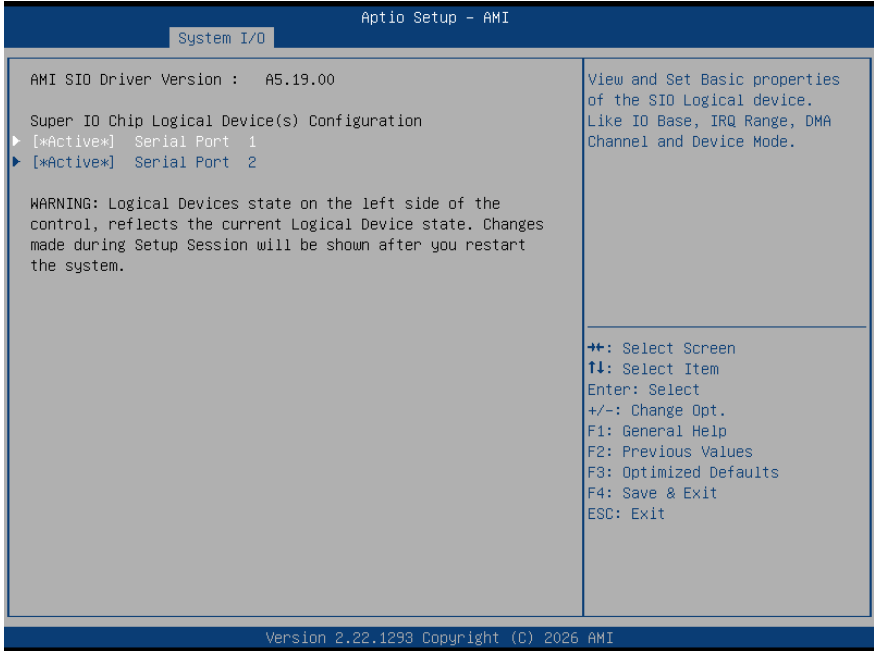 Aptio Setup - AMI
System I/O
AMI SIO Driver Version :   A5.19.00
Super IO Chip Logical Device(s) Configuration
[*Active*]  Serial Port  1
[*Active*]  Serial Port  2
WARNING: Logical Devices state on the left side of the
control, reflects the current Logical Device state. Changes
made during Setup Session will be shown after you restart
the system.
View and Set Basic properties
of the SIO Logical device.
Like IO Base, IRQ Range, DMA
Channel and Device Mode.
→←: Select Screen
↑↓: Select Item
Enter: Select
+/-: Change Opt.
F1: General Help
F2: Previous Values
F3: Optimized Defaults
F4: Save & Exit
ESC: Exit
Version 2.22.1293 Copyright (C) 2026 AMI